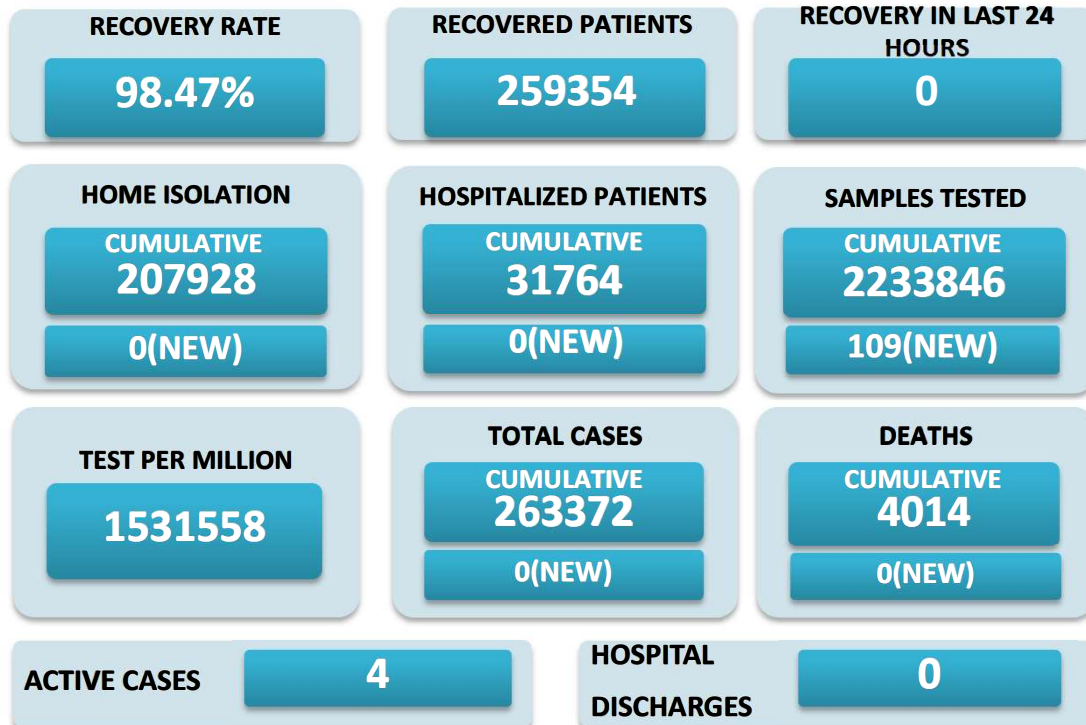 RECOVERY RATE
98.47%
RECOVERED PATIENTS
259354
RECOVERY IN LAST 24
HOURS
0
HOME ISOLATION
CUMULATIVE
207928
0(NEW)
HOSPITALIZED PATIENTS
CUMULATIVE
31764
0(NEW)
SAMPLES TESTED
CUMULATIVE
2233846
109(NEW)
TEST PER MILLION
1531558
TOTAL CASES
CUMULATIVE
263372
0(NEW)
DEATHS
CUMULATIVE
4014
0(NEW)
ACTIVE CASES
4
HOSPITAL
DISCHARGES
0